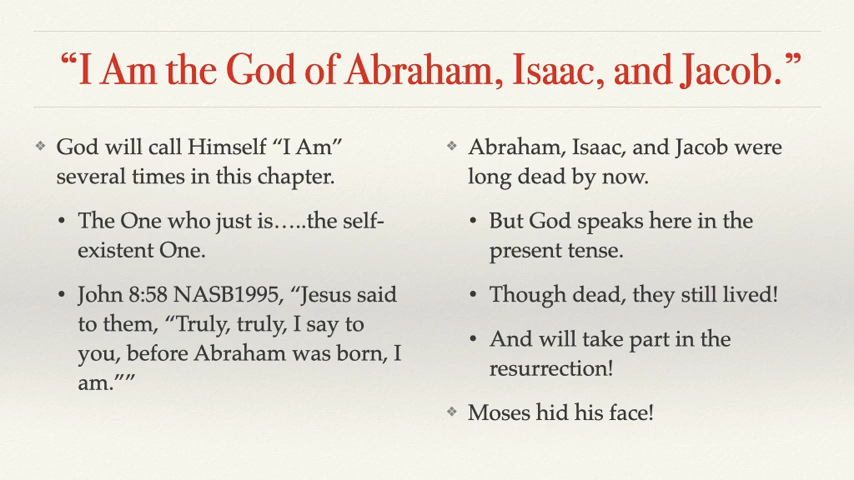 “I Am the God of Abraham, Isaac, and Jacob.”
❖ God will call Himself “I Am”
several times in this chapter.
• The One who just is…..the self-
existent One.
• John 8:58 NASB1995, “Jesus said
to them, “Truly, truly, I say to
you, before Abraham was born, I
am.””
❖ Abraham, Isaac, and Jacob were
long dead by now.
• But God speaks here in the
present tense.
• Though dead, they still lived!
• And will take part in the
resurrection!
❖ Moses hid his face!